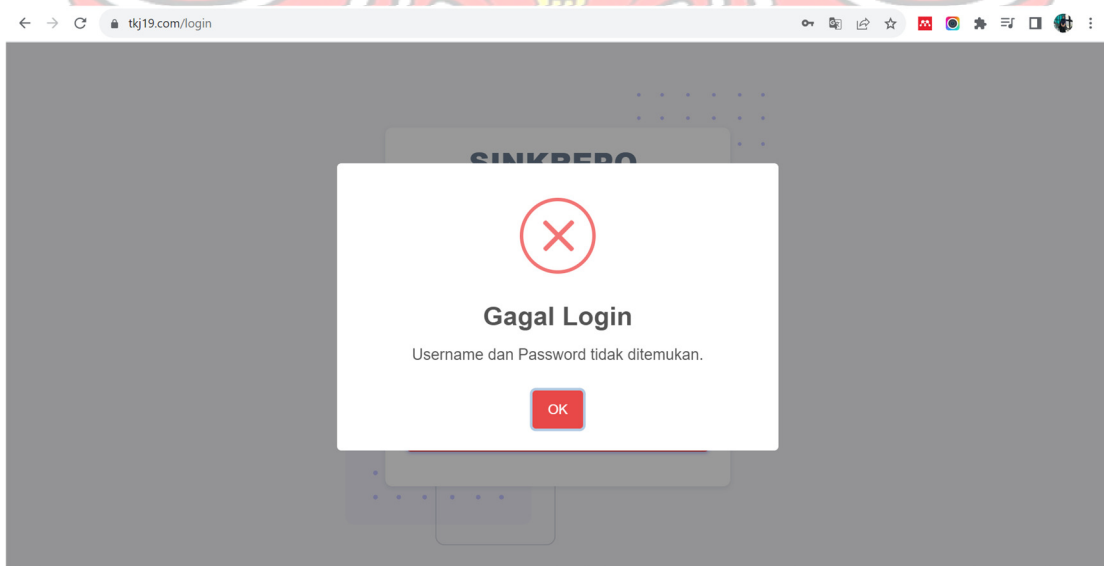 tkj19.com/login
SINKREPO
Gagal Login
Username dan Password tidak ditemukan.
OK